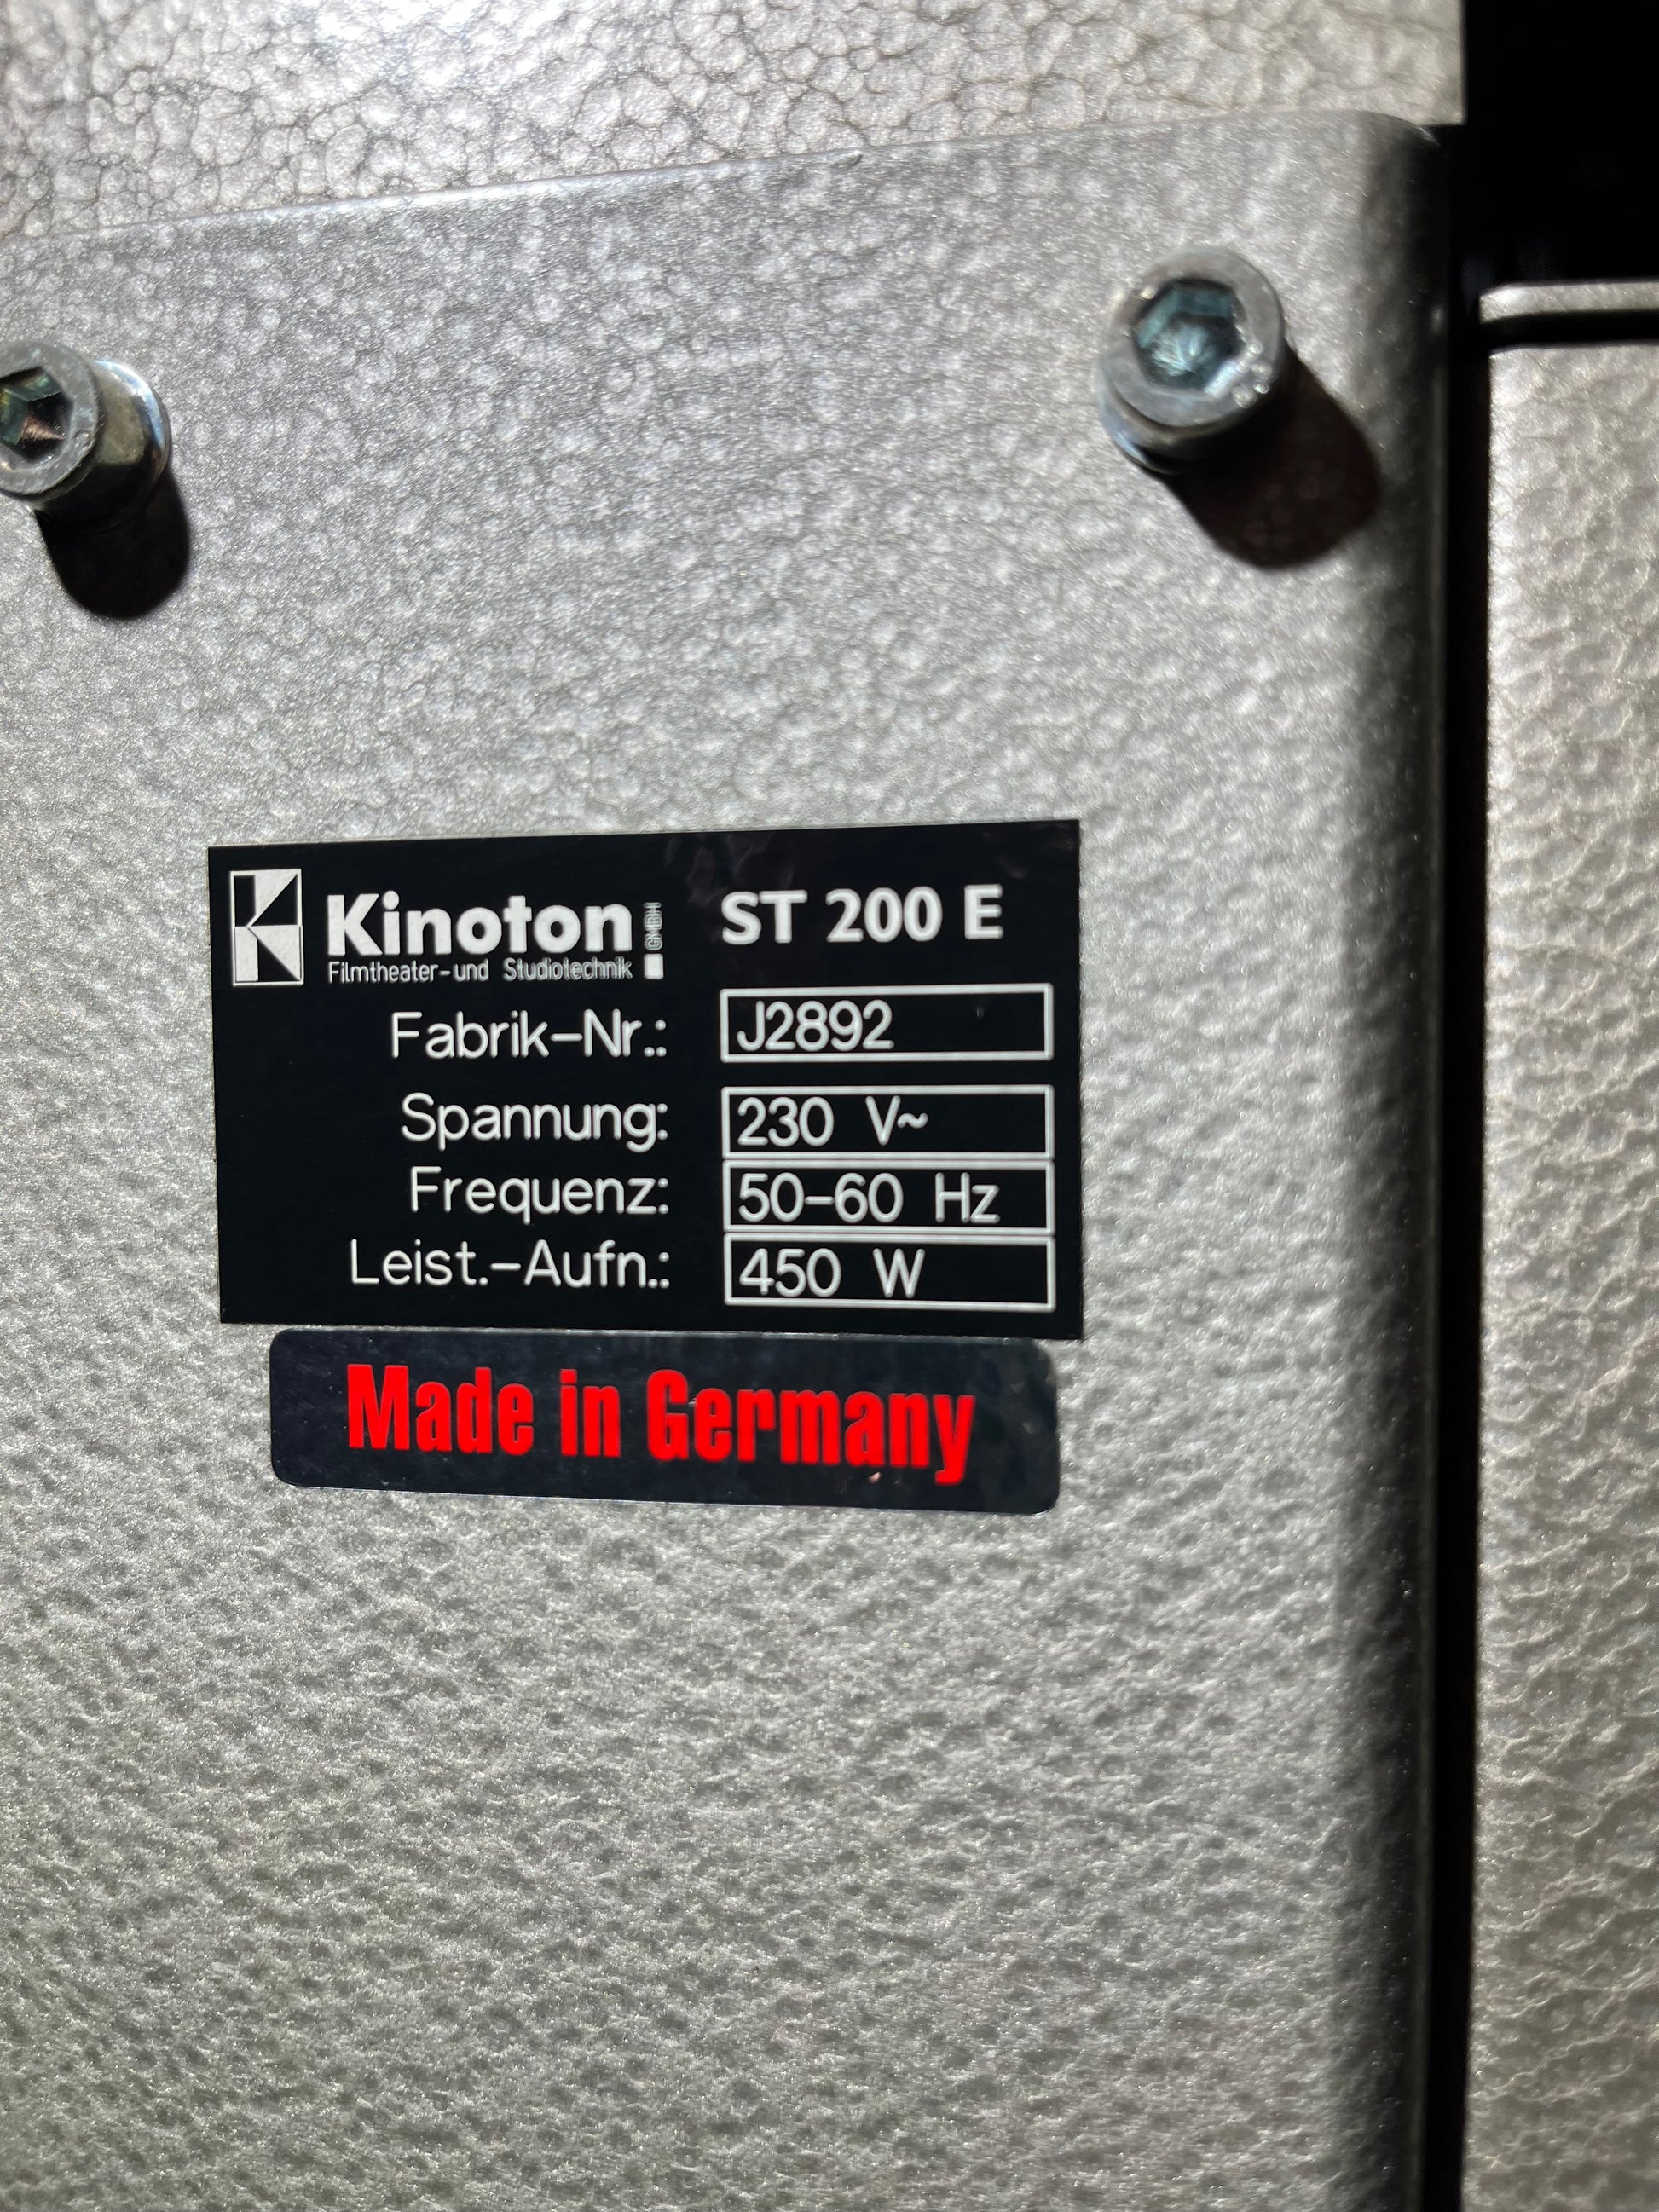 Kinoton GMBH ST 200 E
Filmtheater-und Studiotechnik
Fabrik-Nr.: J2892
Spannung: 230 V~
Frequenz: 50-60 Hz
Leist.-Aufn.: 450 W
Made in Germany